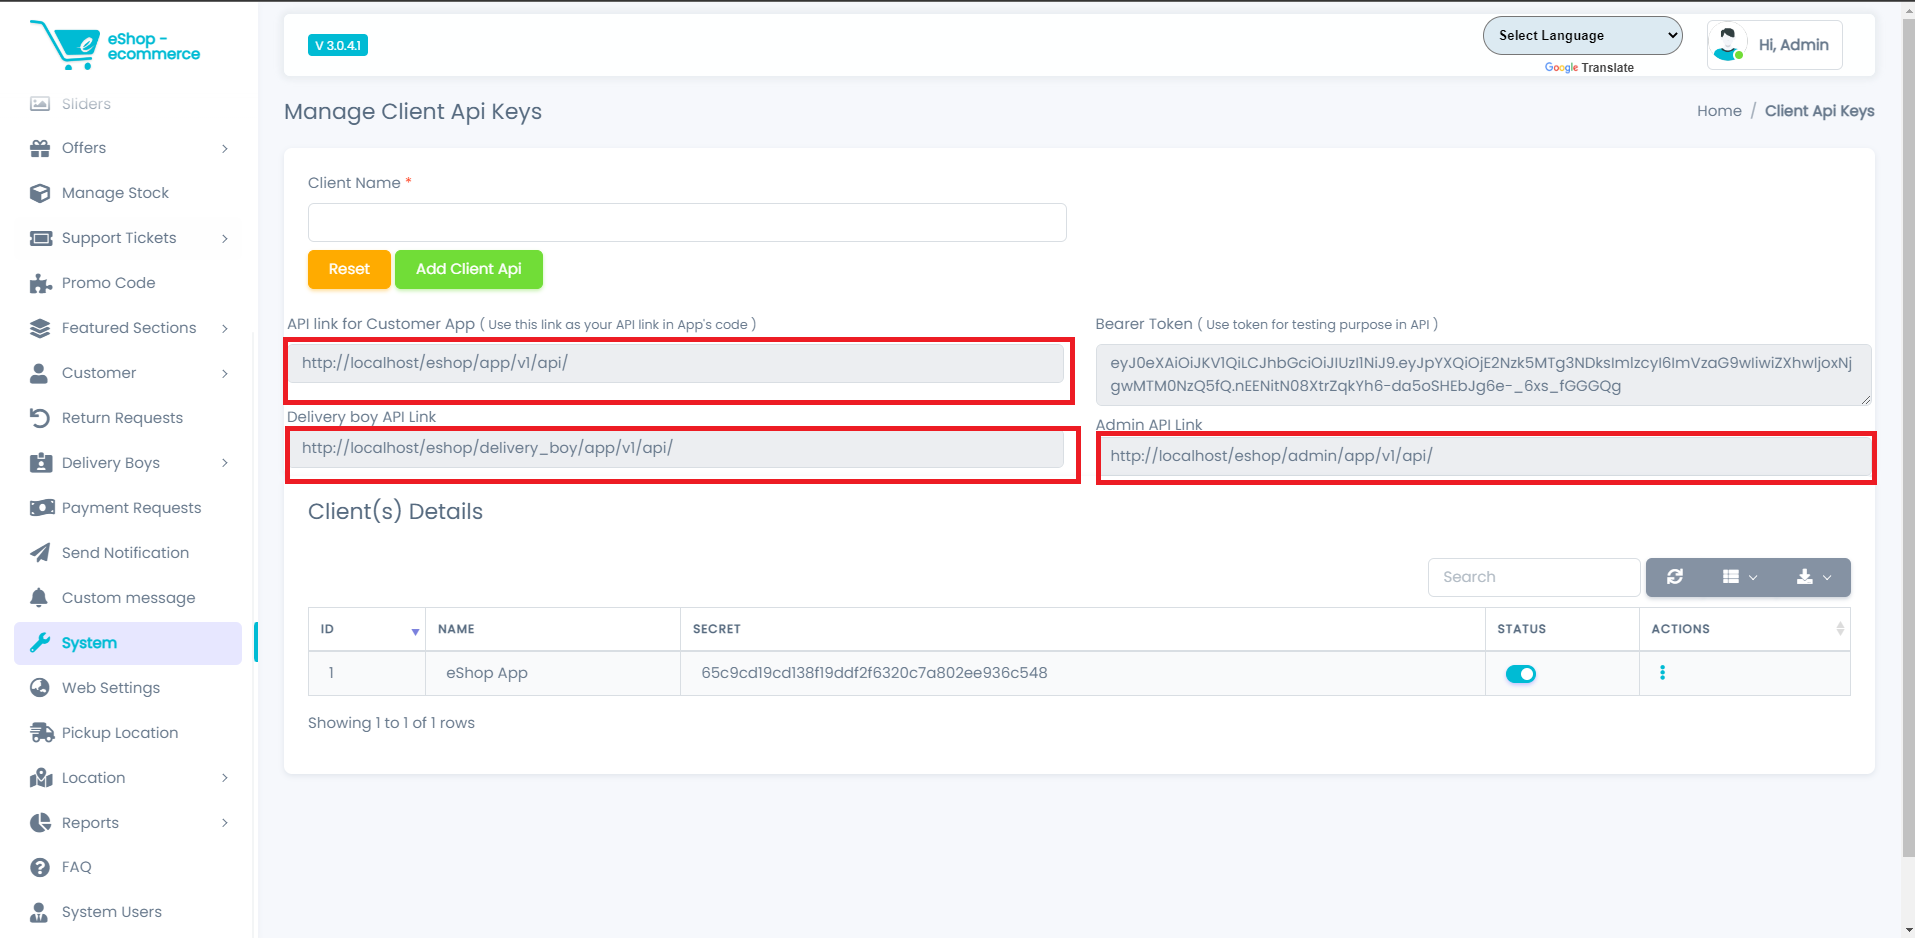 eShop -
ecommerce
Sliders
Offers
Manage Stock
Support Tickets
Promo Code
Featured Sections
Customer
Return Requests
Delivery Boys
Payment Requests
Send Notification
Custom message
System
Web Settings
Pickup Location
Location
Reports
FAQ
System Users
V 3.0.4.1
Select Language
Google Translate
Hi, Admin
Manage Client Api Keys
Home / Client Api Keys
Client Name *
Reset Add Client Api
API link for Customer App ( Use this link as your API link in App's code )
http://localhost/eshop/app/v1/api/
Bearer Token ( Use token for testing purpose in API )
eyJ0eXAiOiJKV1QiLCJhbGciOiJIUzI1NiJ9.eyJpYXQiOjE2Nzk5MTg3NDksImlzcyI6ImVzaG9wIiwiZXhwIjoxNj
gwMTM0NzQ5fQ.nEENitN08XtrZqkYh6-da5oSHEbJg6e-_6xs_fGGGQg
Delivery boy API Link
http://localhost/eshop/delivery_boy/app/v1/api/
Admin API Link
http://localhost/eshop/admin/app/v1/api/
Client(s) Details
Search
ID NAME SECRET STATUS ACTIONS
1 eShop App 65c9cd19cd138f19ddf2f6320c7a802ee936c548
Showing 1 to 1 of 1 rows